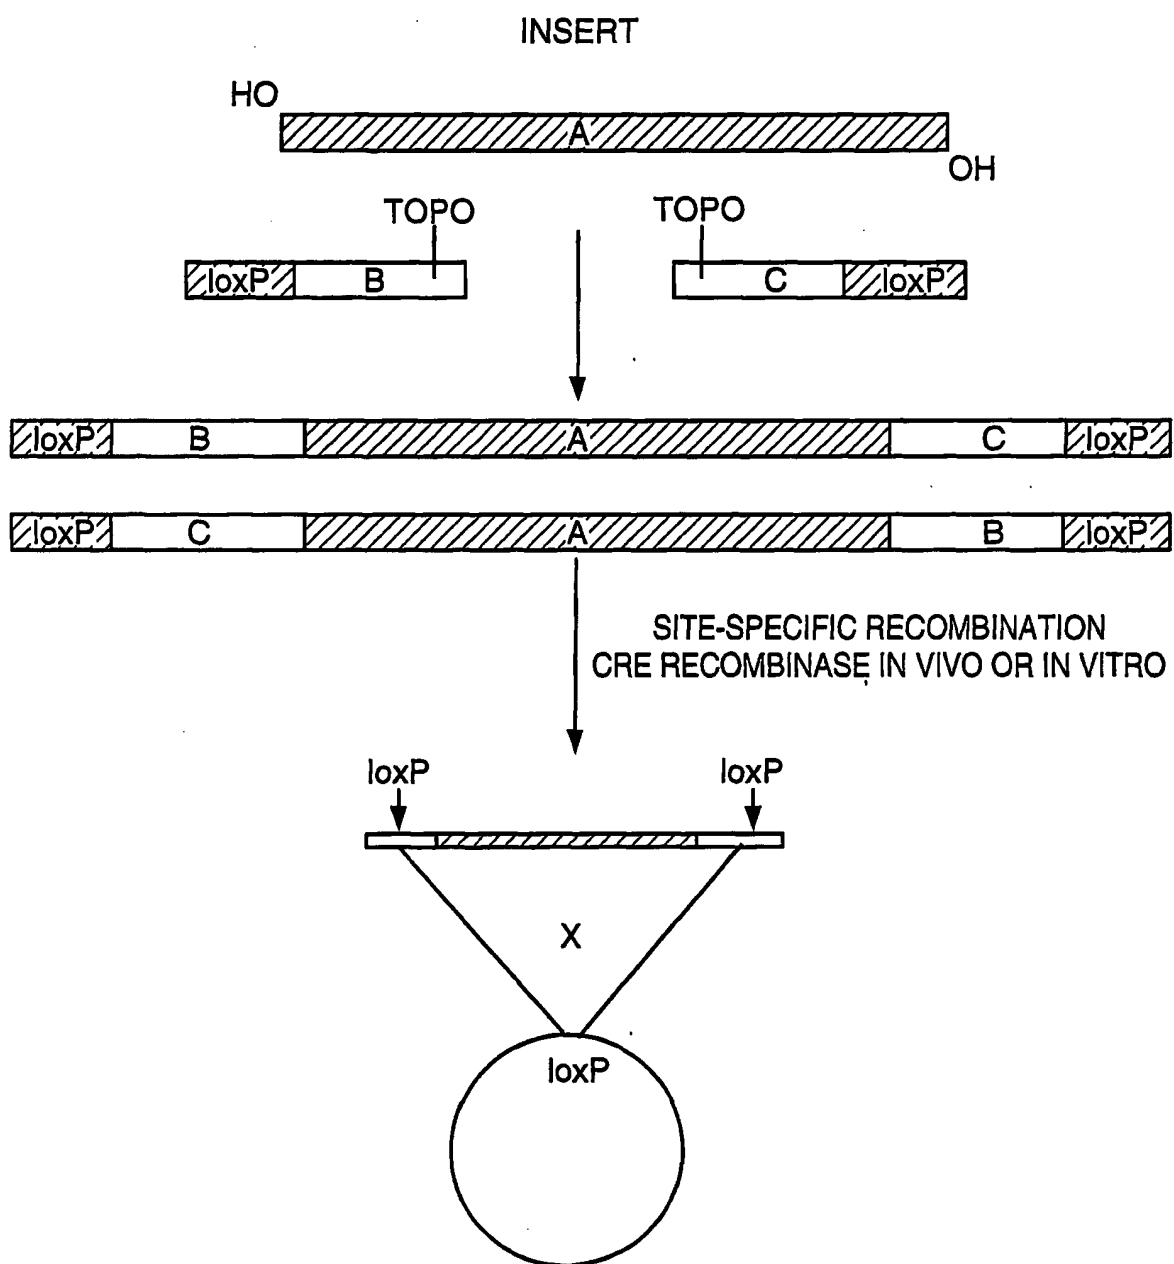 INSERT
HO
A
OH
TOPO TOPO
loxP B C loxP
loxP B A C loxP
loxP C A B loxP
SITE-SPECIFIC RECOMBINATION
CRE RECOMBINASE IN VIVO OR IN VITRO
loxP loxP
X
loxP